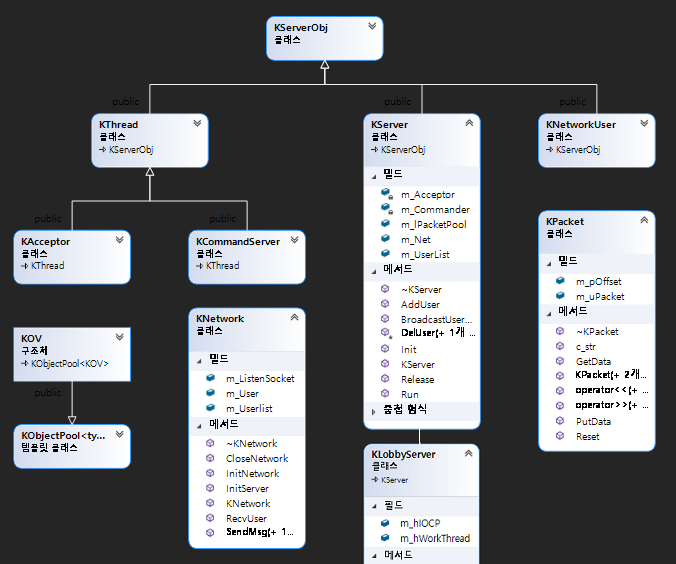 KServerObj
클래스
public
public
public
KThread
클래스
KServerObj
KServer
클래스
KServerObj
필드
m_Acceptor
m_Commander
m_lPacketPool
m_Net
m_UserList
메서드
~KServer
AddUser
BroadcastUser...
DelUser(+ 1개 ...
Init
KServer
Release
Run
중첩 형식
KNetworkUser
클래스
KServerObj
public
public
KAcceptor
클래스
KThread
KCommandServer
클래스
KThread
KPacket
클래스
필드
m_pOffset
m_uPacket
메서드
~KPacket
c_str
GetData
KPacket(+ 2개...
operator<<(+ ...
operator>>(+ ...
PutData
Reset
KOV
구조체
KObjectPool<KOV>
public
KObjectPool<ty...
템플릿 클래스
KNetwork
클래스
필드
m_ListenSocket
m_User
m_Userlist
메서드
~KNetwork
CloseNetwork
InitNetwork
InitServer
KNetwork
RecvUser
SendMsg(+ 1...
KLobbyServer
클래스
KServer
필드
m_hIOCP
m_hWorkThread
메서드